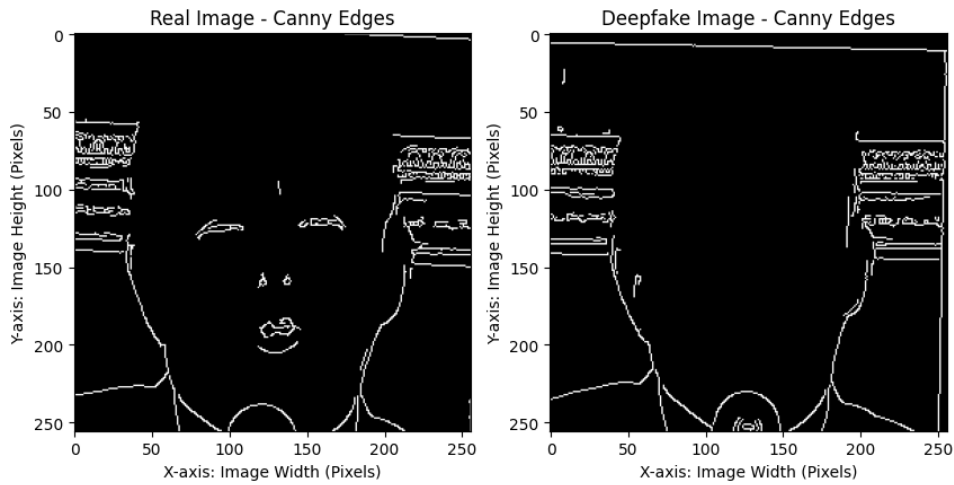 Real Image - Canny Edges
Y-axis: Image Height (Pixels)
0
50
100
150
200
250
0 50 100 150 200 250
X-axis: Image Width (Pixels)
Deepfake Image - Canny Edges
Y-axis: Image Height (Pixels)
0
50
100
150
200
250
0 50 100 150 200 250
X-axis: Image Width (Pixels)